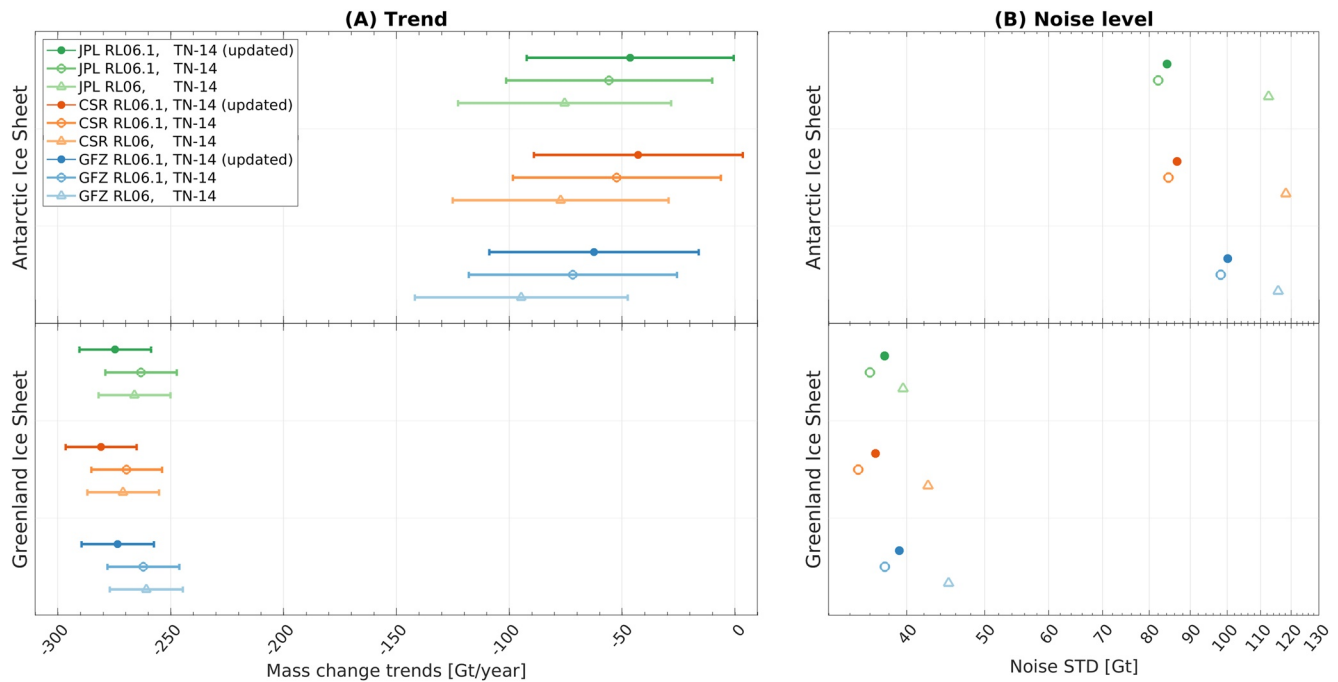 (A) Trend
(B) Noise level
JPL RL06.1, TN-14 (updated)
JPL RL06.1, TN-14
JPL RL06, TN-14
CSR RL06.1, TN-14 (updated)
CSR RL06.1, TN-14
CSR RL06, TN-14
GFZ RL06.1, TN-14 (updated)
GFZ RL06.1, TN-14
GFZ RL06, TN-14
Antarctic Ice Sheet
Greenland Ice Sheet
Antarctic Ice Sheet
Greenland Ice Sheet
-300 -250 -200 -150 -100 -50 0
Mass change trends [Gt/year]
40 50 60 70 80 90 100 110 120 130
Noise STD [Gt]